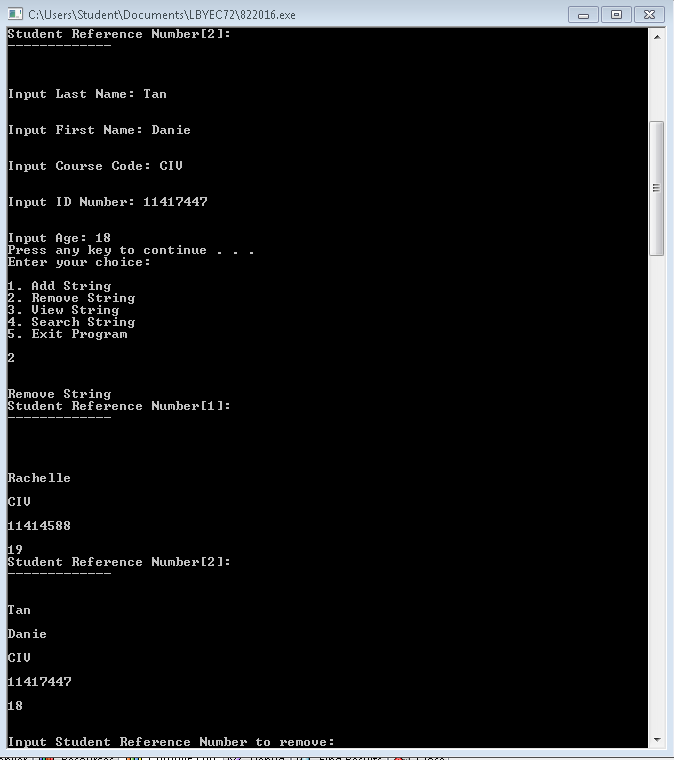 C:\Users\Student\Documents\LBYEC72\822016.exe
Student Reference Number[2]:
-------------
Input Last Name: Tan
Input First Name: Danie
Input Course Code: CIV
Input ID Number: 11417447
Input Age: 18
Press any key to continue . . .
Enter your choice:
1. Add String
2. Remove String
3. View String
4. Search String
5. Exit Program
2
Remove String
Student Reference Number[1]:
-------------
Rachelle
CIV
11414588
19
Student Reference Number[2]:
-------------
Tan
Danie
CIV
11417447
18
Input Student Reference Number to remove: